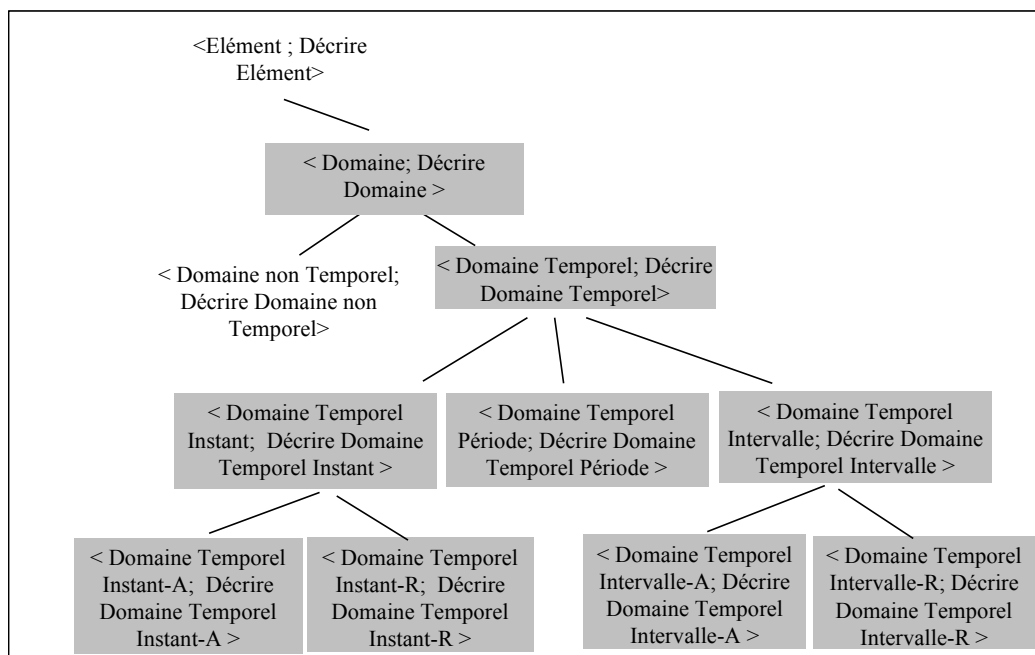 <Elément ; Décrire
Elément>
< Domaine; Décrire
Domaine >
< Domaine non Temporel;
Décrire Domaine non
Temporel>
< Domaine Temporel; Décrire
Domaine Temporel>
< Domaine Temporel
Instant;  Décrire Domaine
Temporel Instant >
< Domaine Temporel
Période; Décrire Domaine
Temporel Période >
< Domaine Temporel
Intervalle; Décrire Domaine
Temporel Intervalle >
< Domaine Temporel
Instant-A;  Décrire
Domaine Temporel
Instant-A >
< Domaine Temporel
Instant-R;  Décrire
Domaine Temporel
Instant-R >
< Domaine Temporel
Intervalle-A; Décrire
Domaine Temporel
Intervalle-A >
< Domaine Temporel
Intervalle-R; Décrire
Domaine Temporel
Intervalle-R >